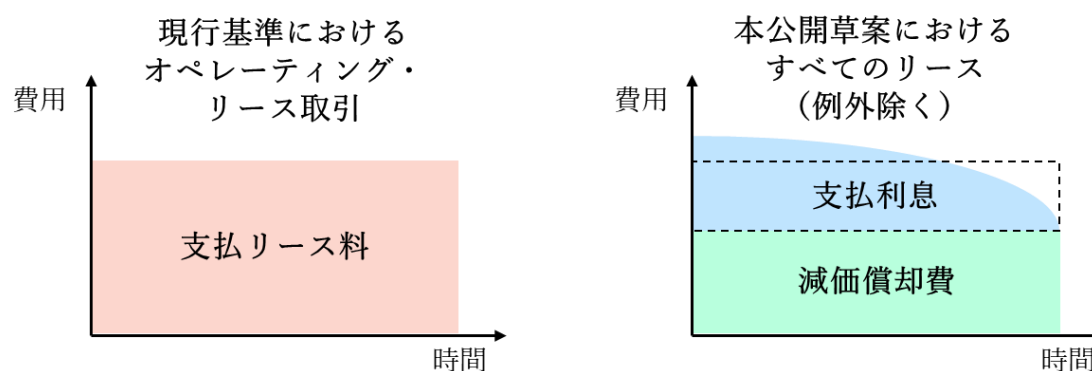 現行基準における
オペレーティング・
リース取引
費用
支払リース料
時間
本公開草案における
すべてのリース
（例外除く）
費用
支払利息
減価償却費
時間